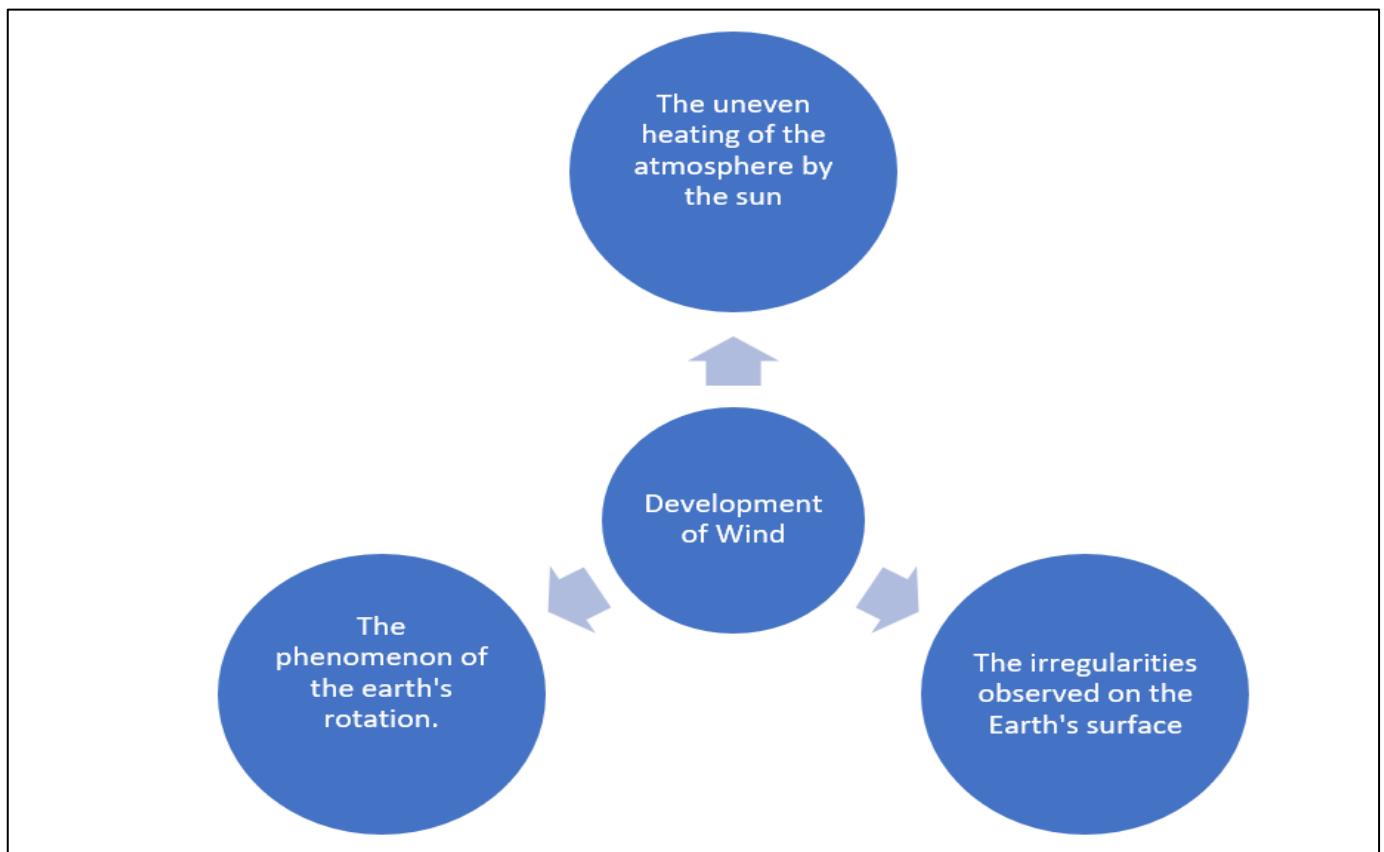 The uneven
heating of the
atmosphere by
the sun
Development
of Wind
The
phenomenon of
the earth's
rotation.
The irregularities
observed on the
Earth's surface